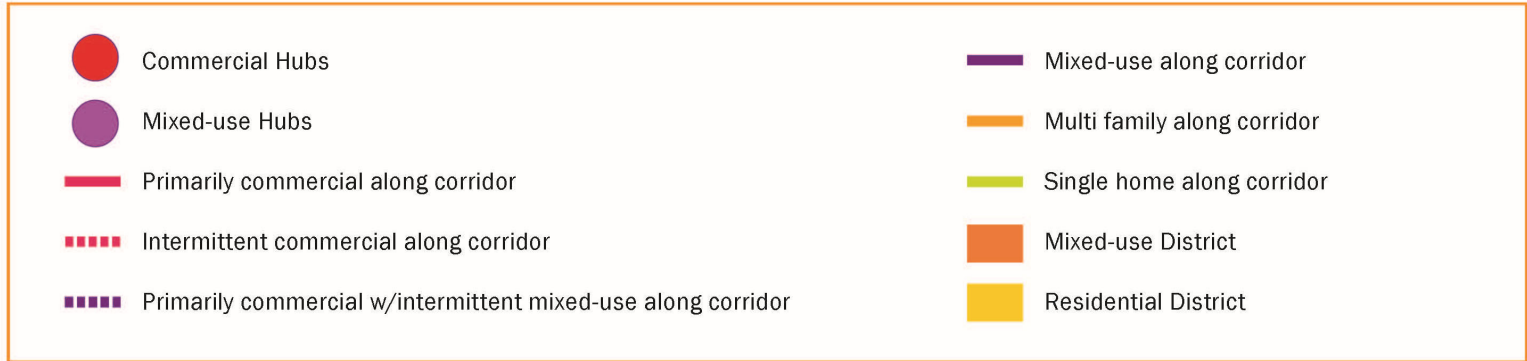 Commercial Hubs
Mixed-use Hubs
Primarily commercial along corridor
Intermittent commercial along corridor
Primarily commercial w/intermittent mixed-use along corridor
Mixed-use along corridor
Multi family along corridor
Single home along corridor
Mixed-use District
Residential District